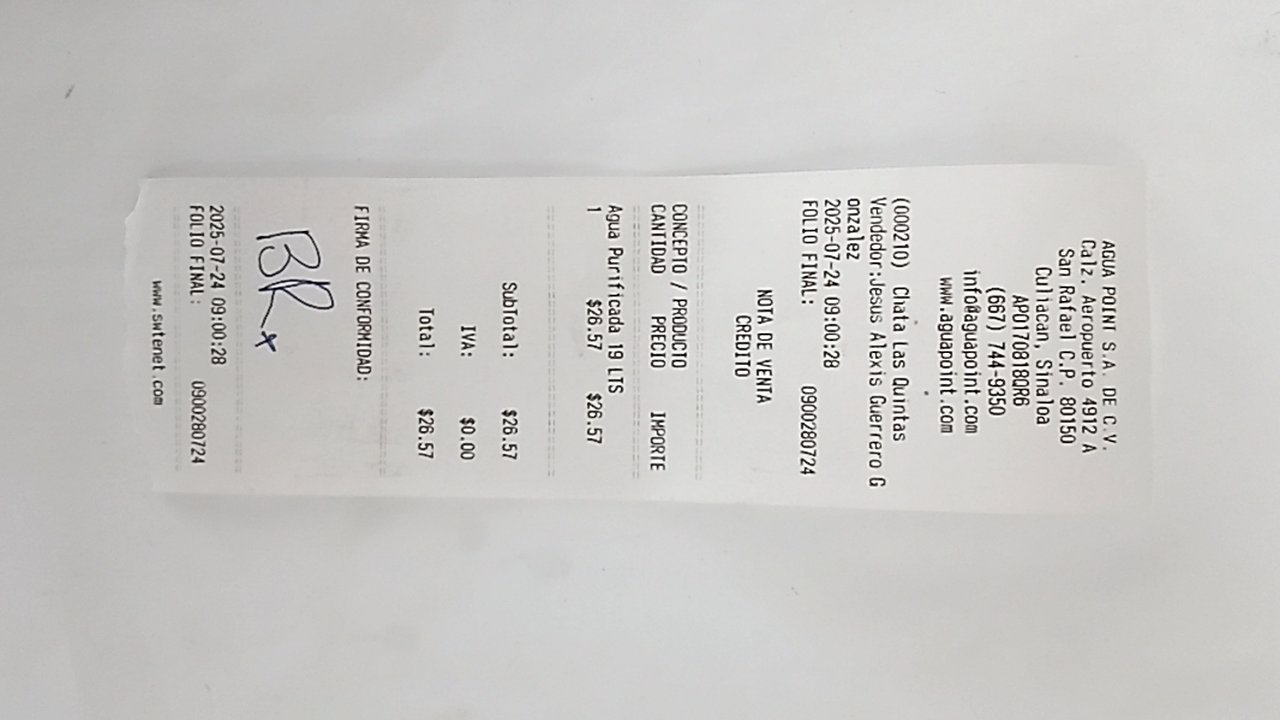 AGUA POINT S.A. DE C.V.
Calz. Aeropuerto 4912 A
San Rafael C.P. 80150
Culiacan, Sinaloa
APO170818QR6
(667) 744-9350
info@aguapoint.com
www.aguapoint.com
(000210) Chata Las Quintas
Vendedor:Jesus Alexis Guerrero G
onzalez
2025-07-24 09:00:28
FOLIO FINAL: 0900280724
NOTA DE VENTA
CREDITO
CONCEPTO / PRODUCTO
CANTIDAD PRECIO IMPORTE
Agua Purificada 19 LTS
1 $26.57 $26.57
SubTotal: $26.57
IVA: $0.00
Total: $26.57
FIRMA DE CONFORMIDAD:
BR x
2025-07-24 09:00:28
FOLIO FINAL: 0900280724
www.swtenet.com